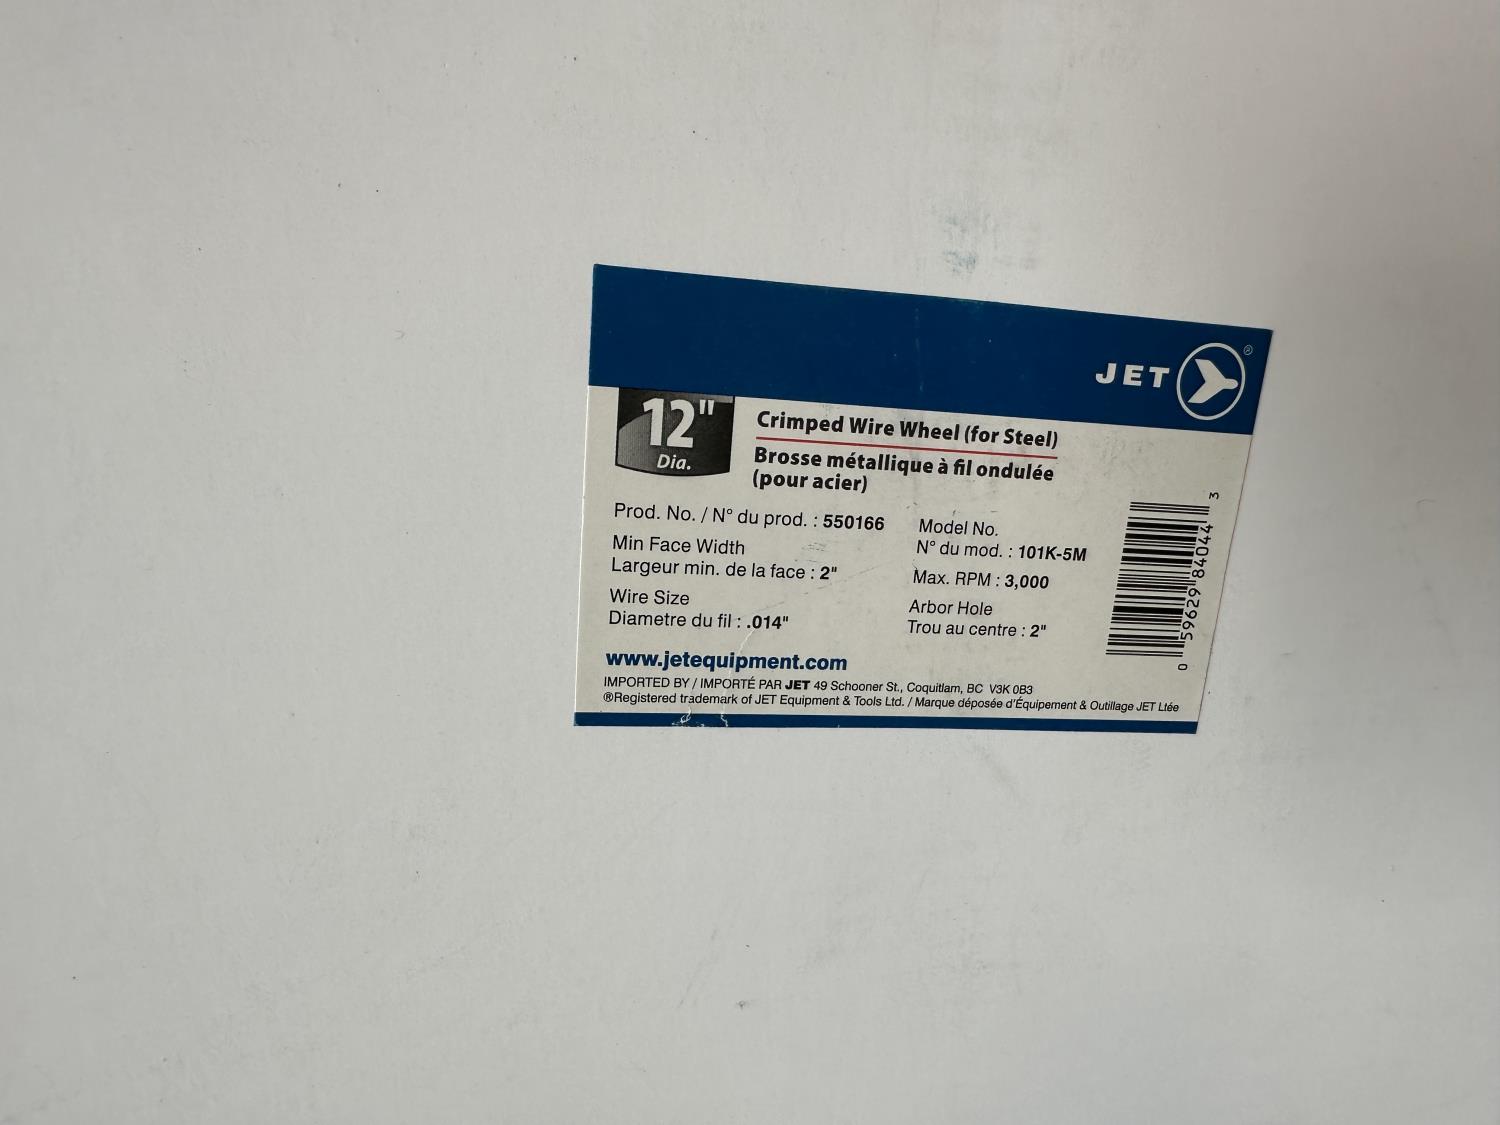 JET ®
12"
Dia.
Crimped Wire Wheel (for Steel)
Brosse métallique à fil ondulée
(pour acier)
Prod. No. / N° du prod. : 550166
Min Face Width
Largeur min. de la face : 2"
Wire Size
Diametre du fil : .014"
Model No.
N° du mod. : 101K-5M
Max. RPM : 3,000
Arbor Hole
Trou au centre : 2"
0 59629 84044 3
www.jetequipment.com
IMPORTED BY / IMPORTÉ PAR JET 49 Schooner St., Coquitlam, BC V3K 0B3
®Registered trademark of JET Equipment & Tools Ltd. / Marque déposée d'Équipement & Outillage JET Ltée